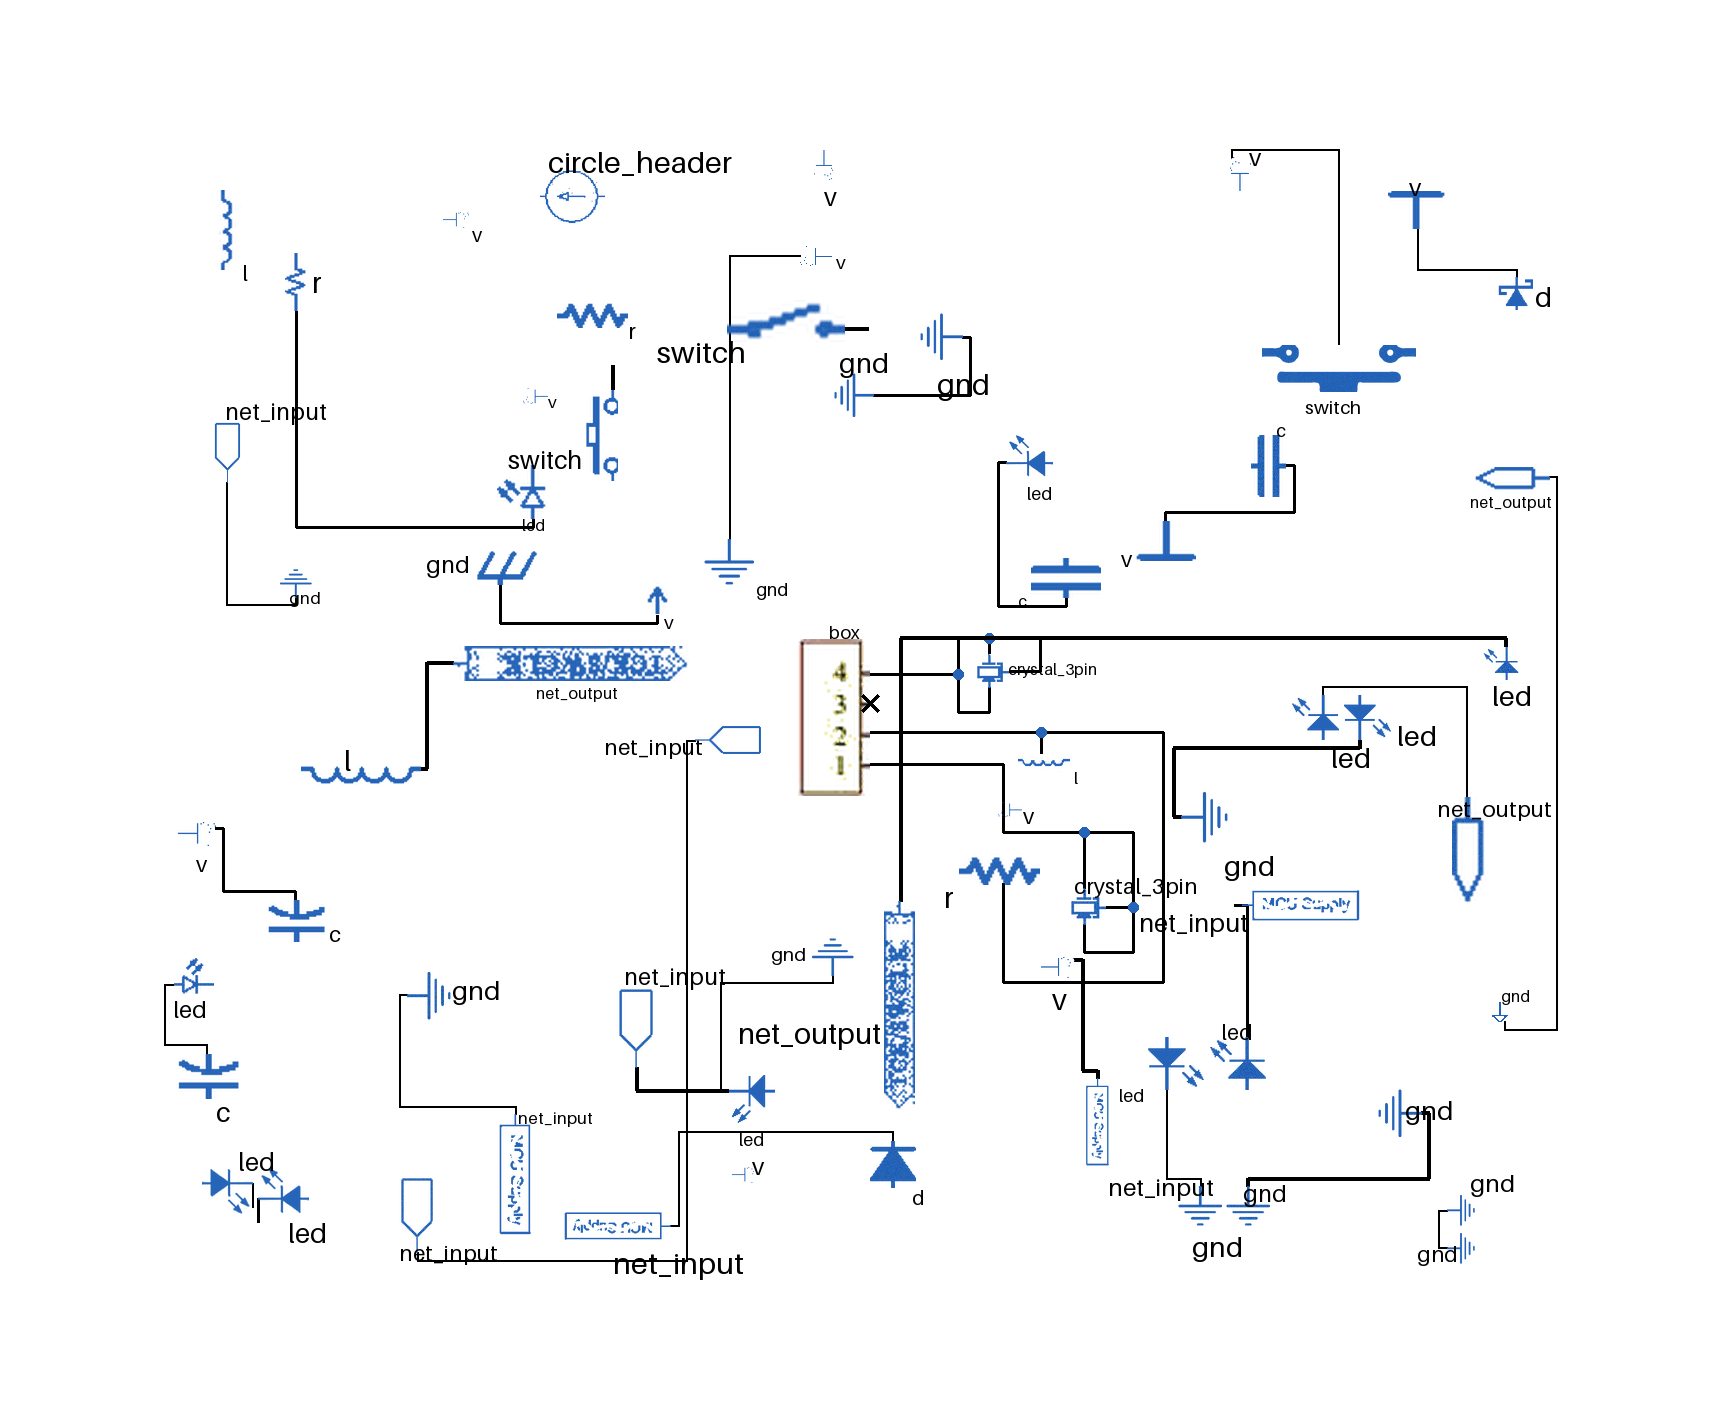 circle_header
v
v
v
v
l
r
v
d
r
switch
gnd
gnd
v
net_input
switch
switch
c
led
net_output
led
gnd
v
gnd
gnd
c
v
box
crystal_3pin
4
3
2
1
net_output
led
led
led
net_input
l
l
v
net_output
v
gnd
crystal_3pin
r
MCU Supply
net_input
c
gnd
net_input
gnd
v
gnd
led
net_output
led
led
c
net_input
gnd
led
v
led
led
d
net_input
gnd
gnd
net_input
net_input
gnd
gnd